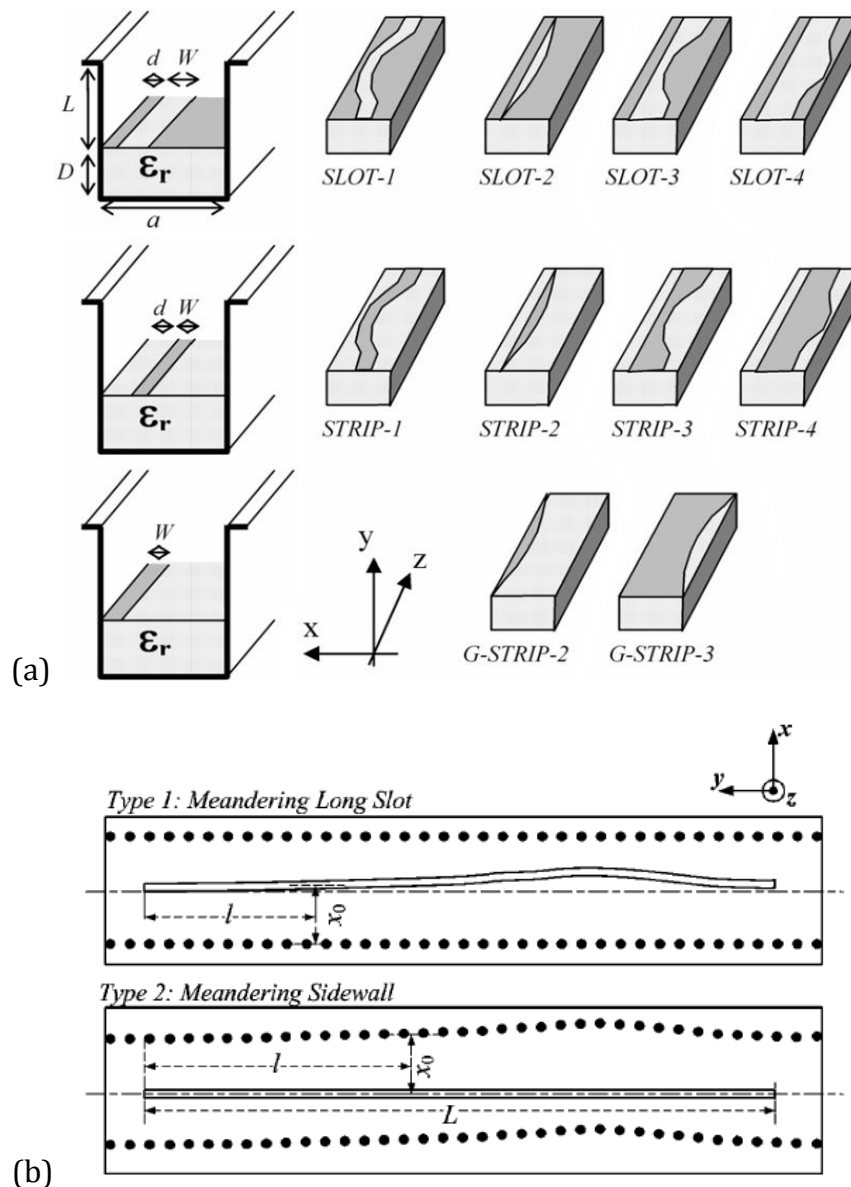 d W
L
D
εr
a
SLOT-1 SLOT-2 SLOT-3 SLOT-4
d W
εr
STRIP-1 STRIP-2 STRIP-3 STRIP-4
W
εr
y
z
x
G-STRIP-2 G-STRIP-3
(a)
x
y
z
Type 1: Meandering Long Slot
l
x0
Type 2: Meandering Sidewall
l
x0
L
(b)